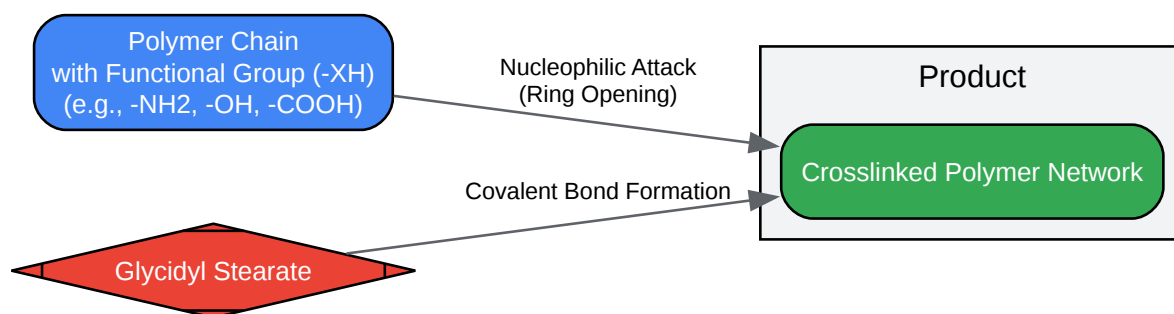 Polymer Chain
with Functional Group (-XH)
(e.g., -NH2, -OH, -COOH)
Nucleophilic Attack
(Ring Opening)
Product
Crosslinked Polymer Network
Covalent Bond Formation
Glycidyl Stearate